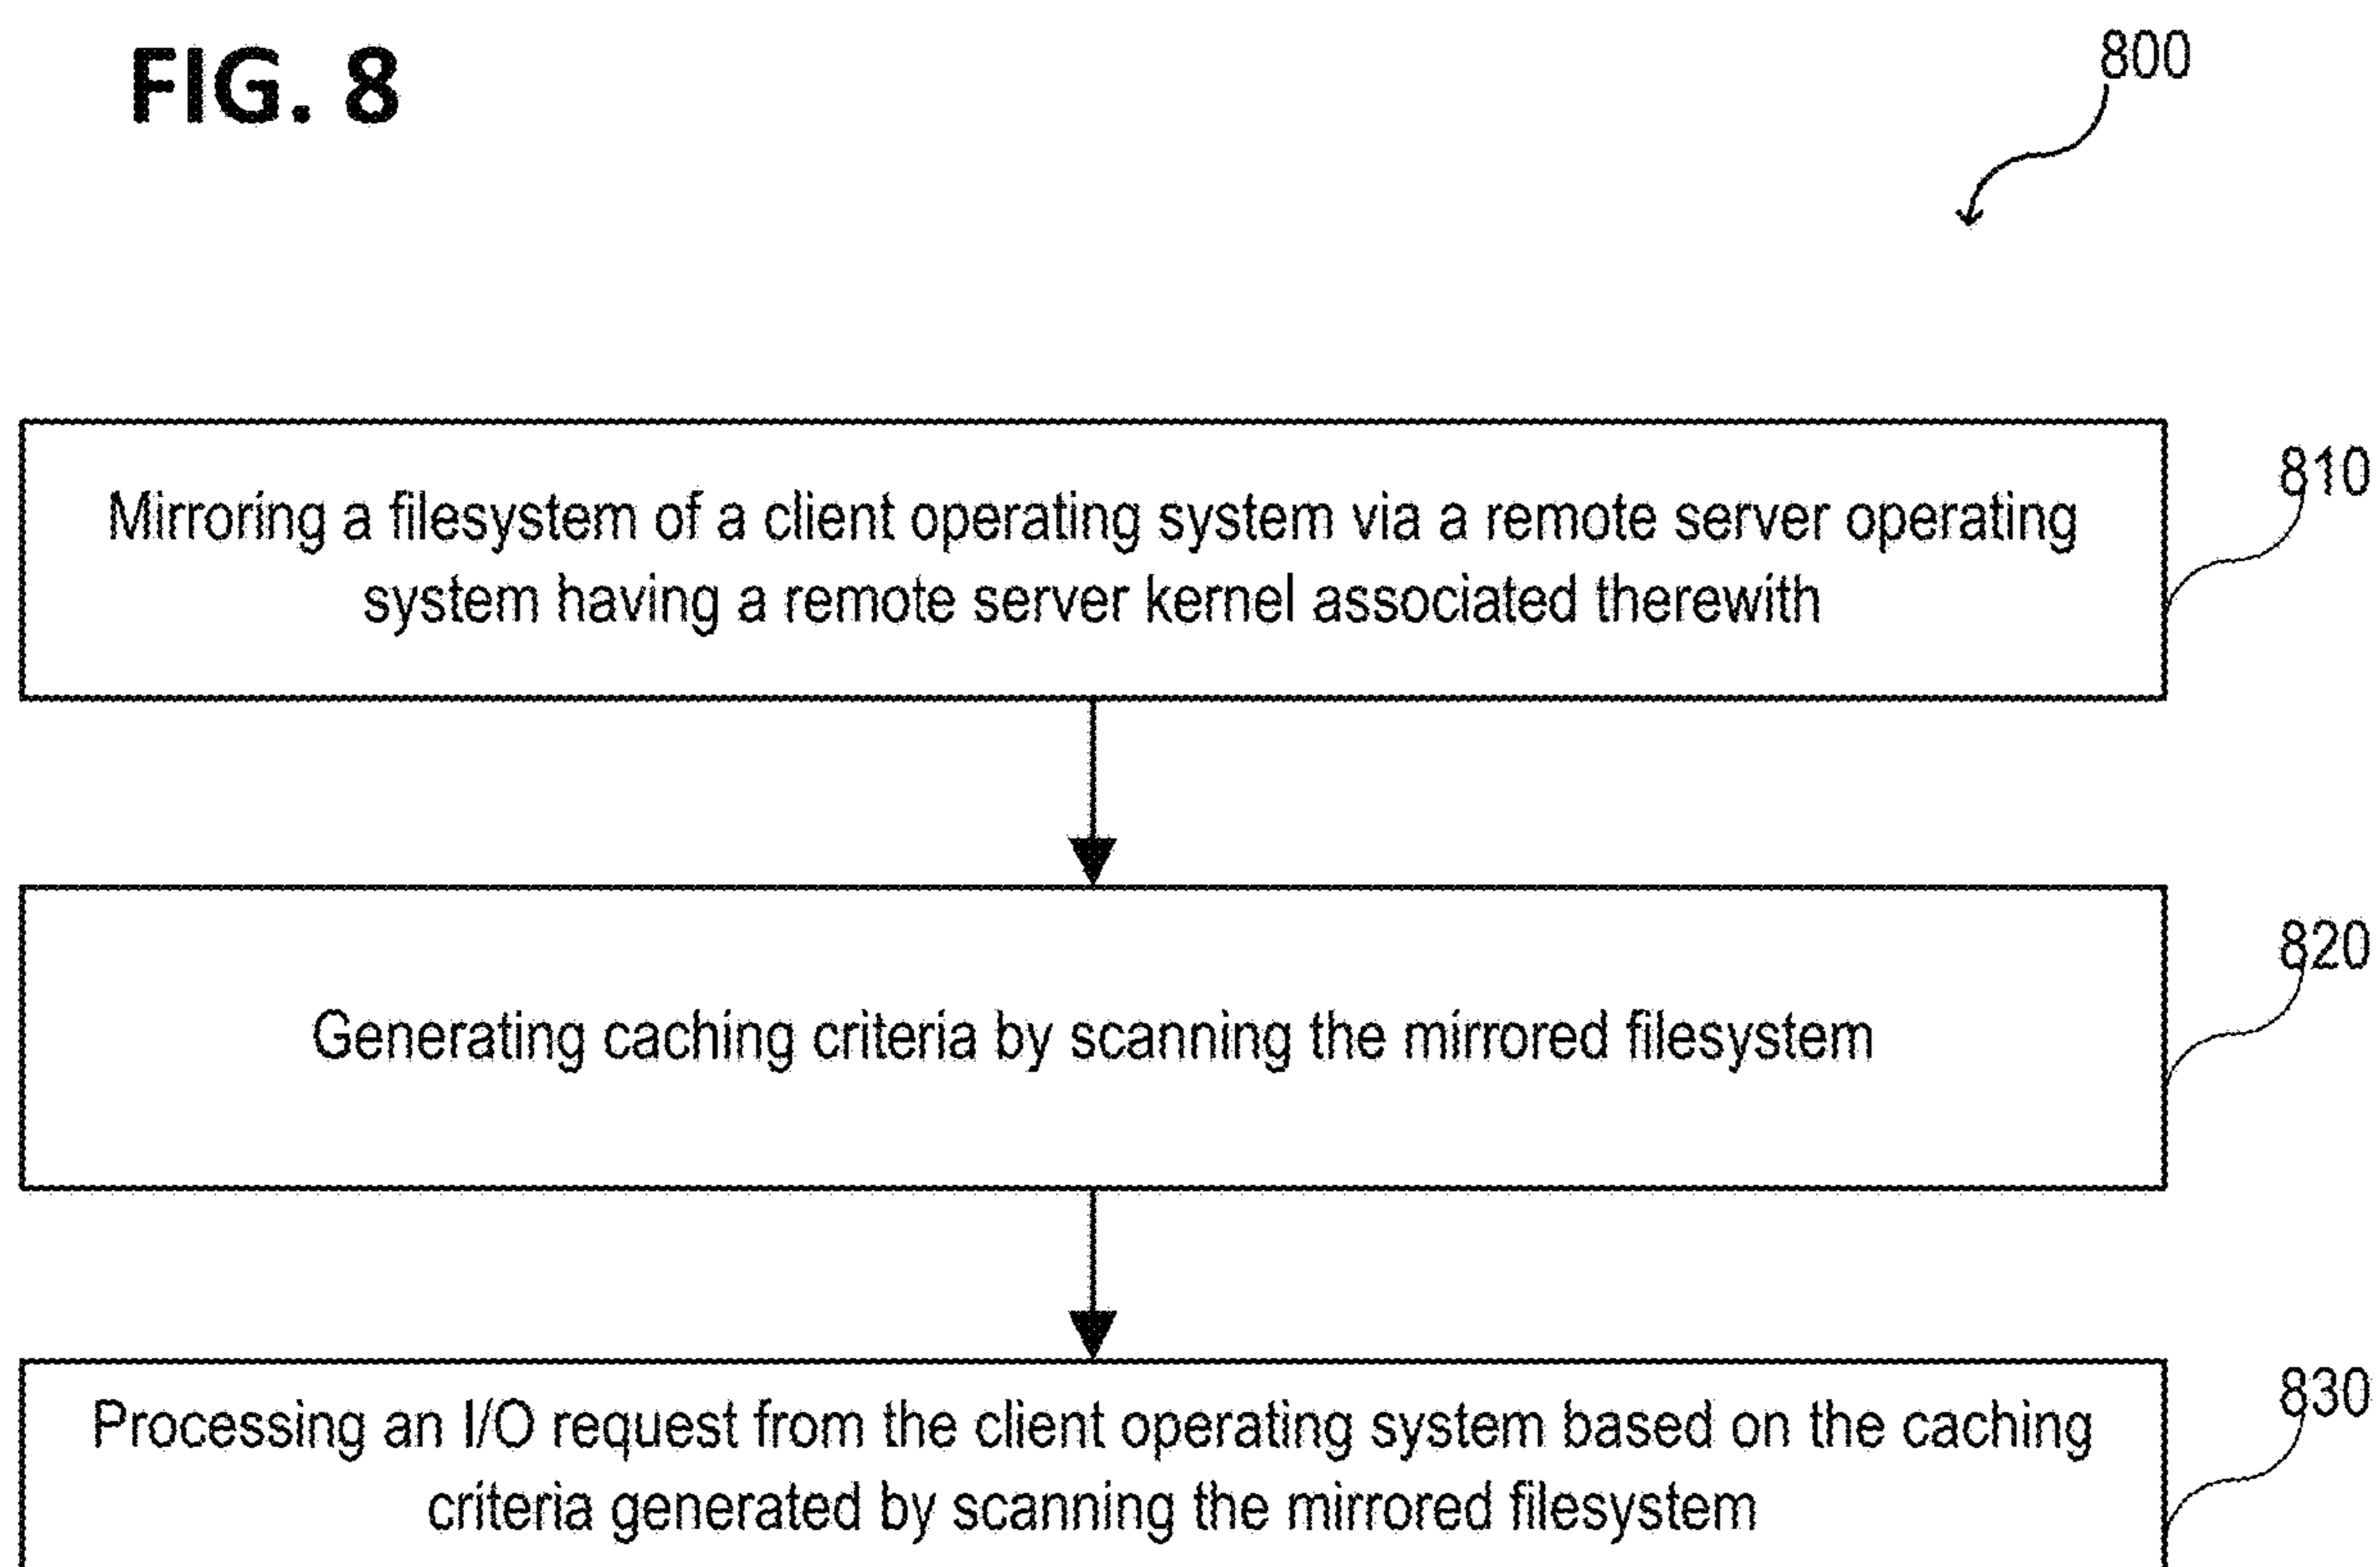 FIG. 8
800
Mirroring a filesystem of a client operating system via a remote server operating
system having a remote server kernel associated therewith
810
Generating caching criteria by scanning the mirrored filesystem
820
Processing an I/O request from the client operating system based on the caching
criteria generated by scanning the mirrored filesystem
830